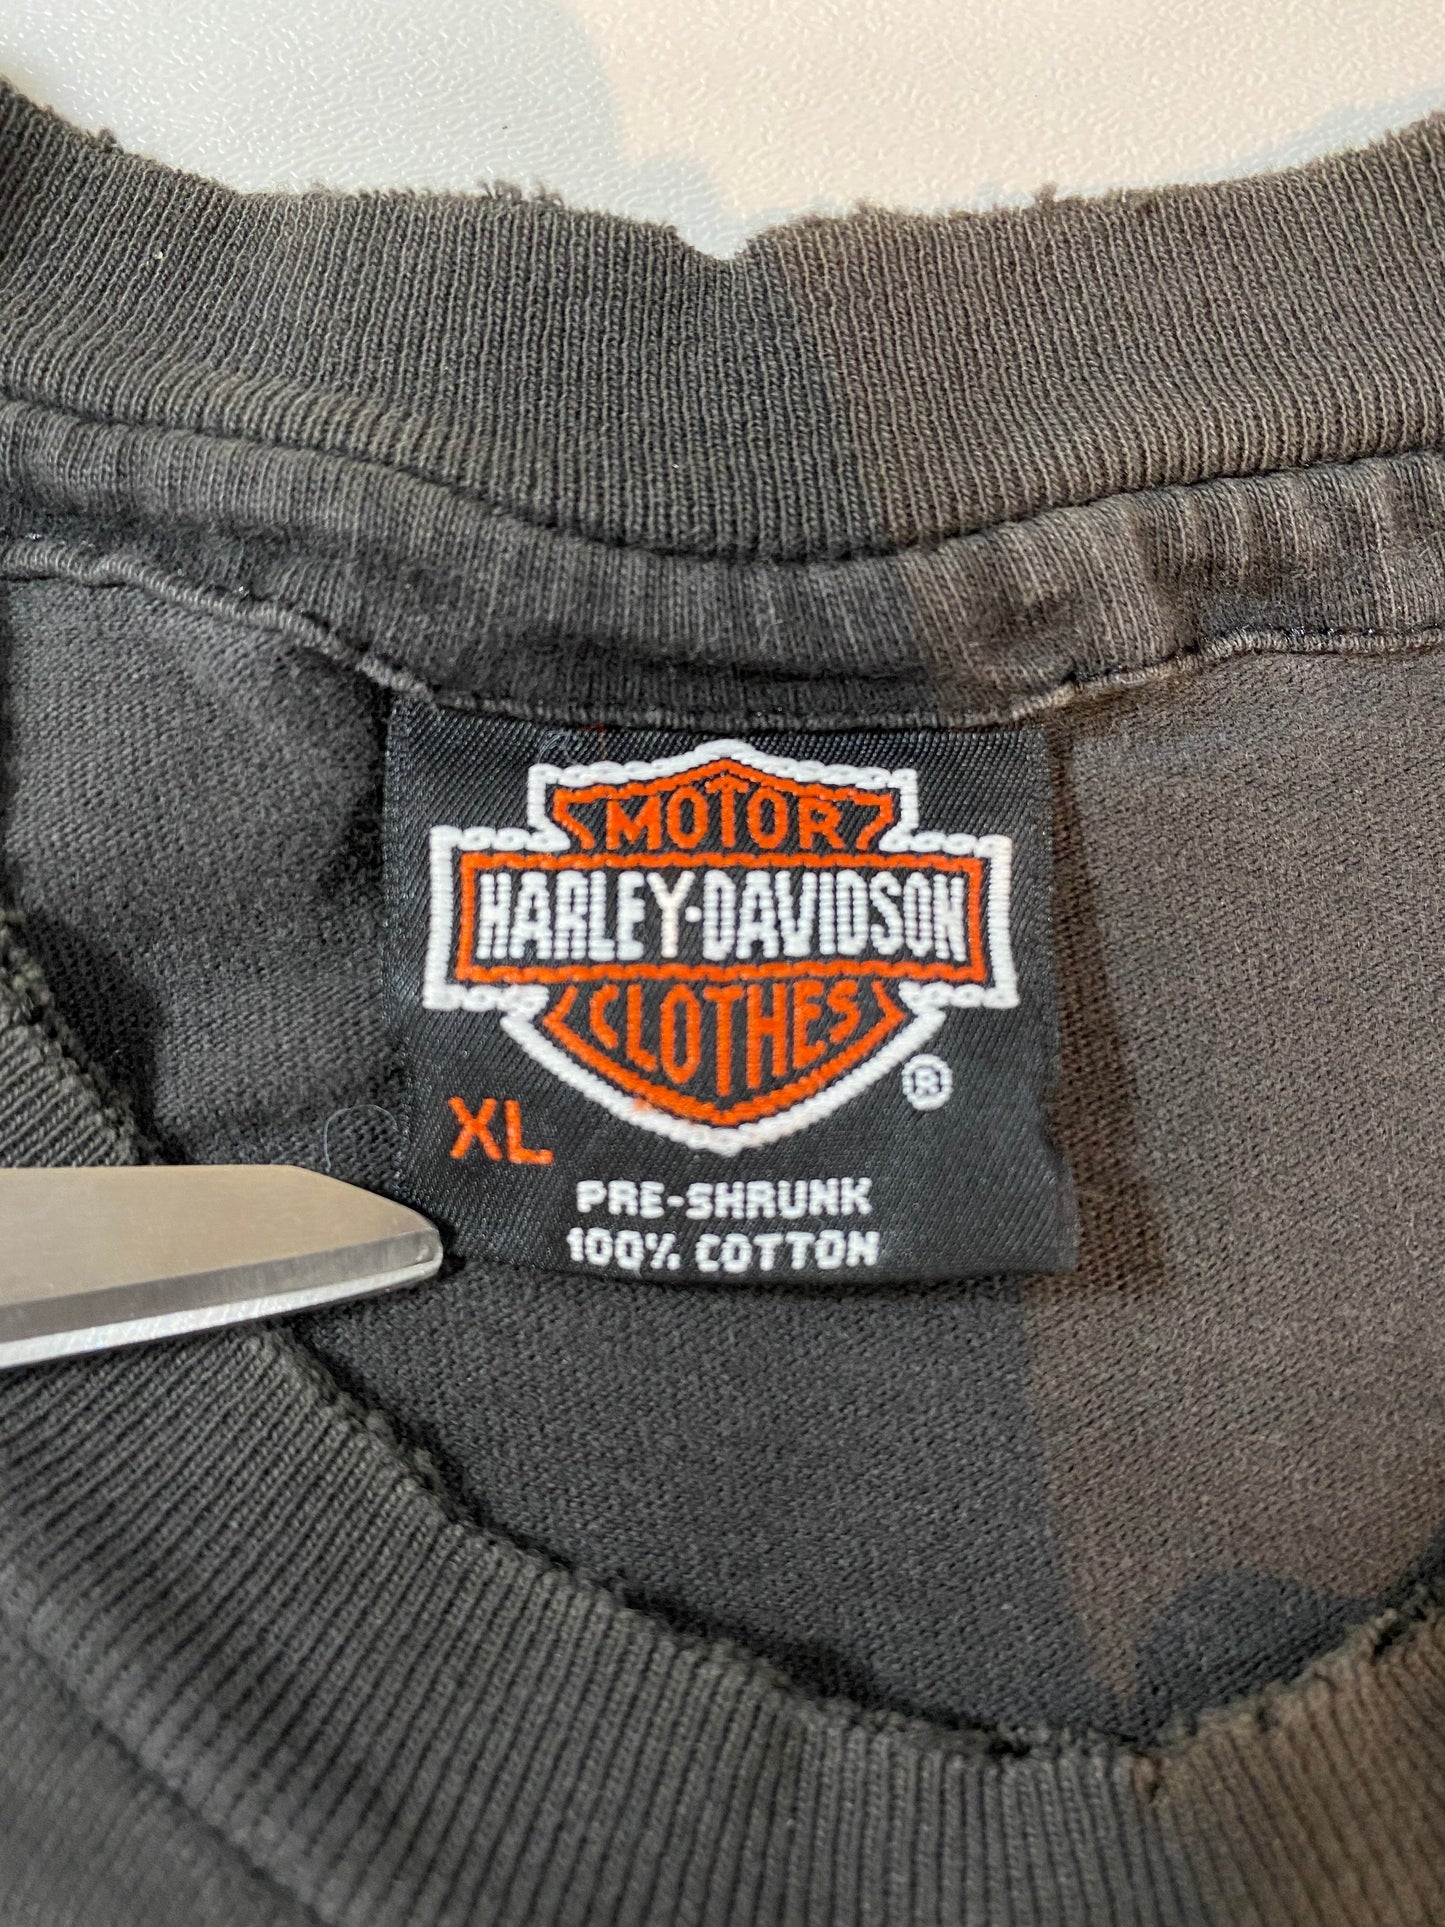 MOTOR
HARLEY-DAVIDSON
CLOTHES
®
XL
PRE-SHRUNK
100% COTTON